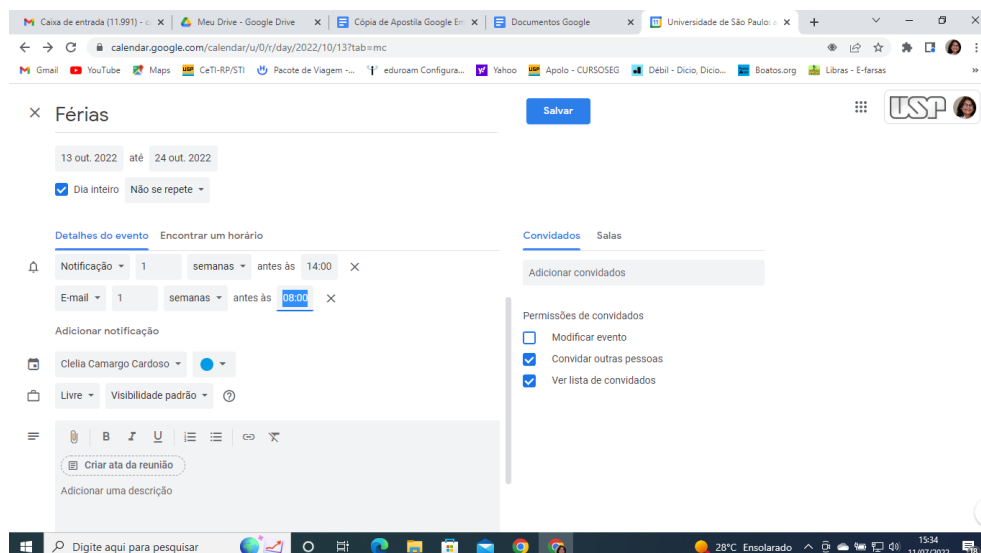 Caixa de entrada (11.991) - c
Meu Drive - Google Drive
Cópia de Apostila Google Em
Documentos Google
Universidade de São Paulo: a
calendar.google.com/calendar/u/0/r/day/2022/10/13?tab=mc
Gmail YouTube Maps CeTI-RP/STI Pacote de Viagem -... eduroam Configura... Yahoo Apolo - CURSOSEG Débil - Dicio, Dicio... Boatos.org Libras - E-farsas »
Férias
Salvar
USP
13 out. 2022 até 24 out. 2022
Dia inteiro Não se repete
Detalhes do evento Encontrar um horário
Convidados Salas
Notificação 1 semanas antes às 14:00
Adicionar convidados
E-mail 1 semanas antes às 08:00
Permissões de convidados
Adicionar notificação
Modificar evento
Clelia Camargo Cardoso
Convidar outras pessoas
Livre Visibilidade padrão
Ver lista de convidados
B I U
Criar ata da reunião
Adicionar uma descrição
Digite aqui para pesquisar
28°C Ensolarado
15:34
11/07/2022